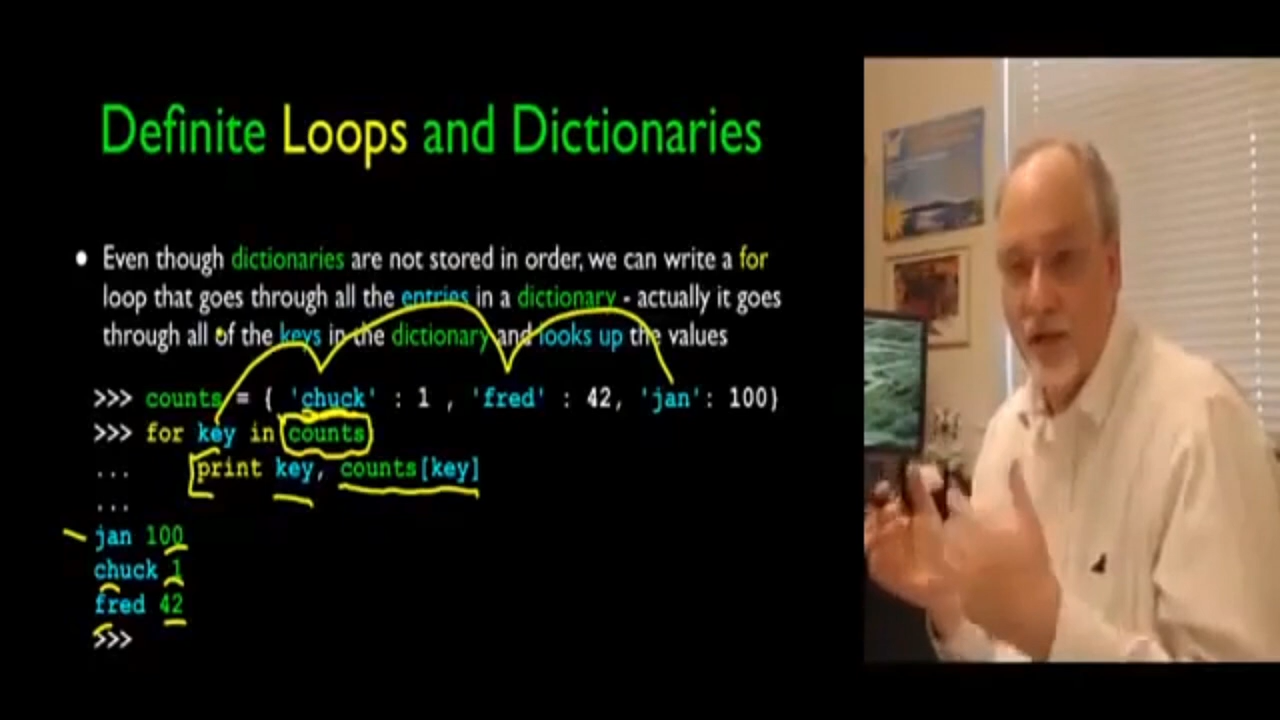 Definite Loops and Dictionaries
• Even though dictionaries are not stored in order, we can write a for
loop that goes through all the entries in a dictionary - actually it goes
through all of the keys in the dictionary and looks up the values
>>> counts = { 'chuck' : 1 , 'fred' : 42, 'jan': 100}
>>> for key in counts
... print key, counts[key]
...
jan 100
chuck 1
fred 42
>>>